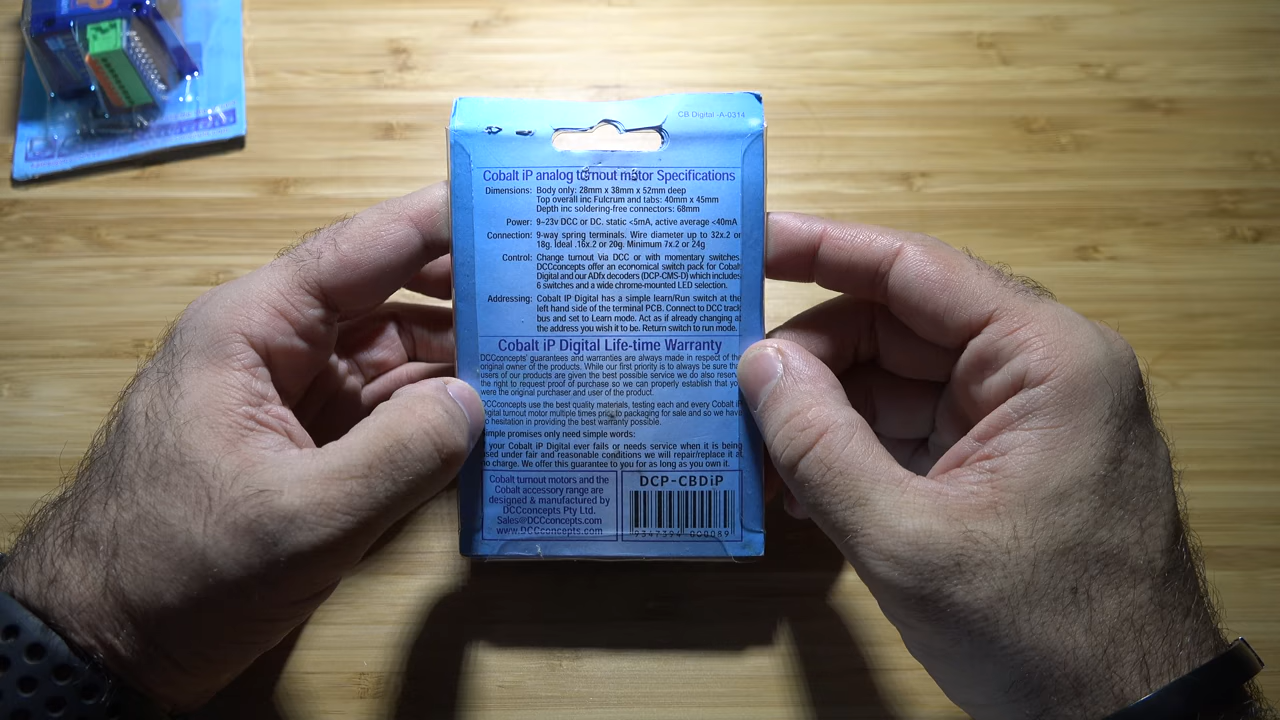 CB Digital -A-0314
Cobalt iP analog turnout motor Specifications
Dimensions: Body only: 28mm x 38mm x 52mm deep
Top overall inc Fulcrum and tabs: 40mm x 45mm
Depth inc soldering-free connectors: 68mm
Power: 9–23v DCC or DC. static <5mA, active average <40mA
Connection: 9-way spring terminals. Wire diameter up to 32x.2 or
18g. Ideal .16x.2 or 20g. Minimum 7x.2 or 24g
Control: Change turnout via DCC or with momentary switches.
DCCconcepts offer an economical switch pack for Cobalt
Digital and our ADfx decoders (DCP-CMS-D) which includes
6 switches and a wide chrome-mounted LED selection.
Addressing: Cobalt IP Digital has a simple learn/Run switch at the
left hand side of the terminal PCB. Connect to DCC track
bus and set to Learn mode. Act as if already changing at
the address you wish it to be. Return switch to run mode.
Cobalt iP Digital Life-time Warranty
DCCconcepts' guarantees and warranties are always made in respect of the
original owner of the products. While our first priority is to always be sure that
users of our products are given the best possible service we do also reserve
the right to request proof of purchase so we can properly establish that you
were the original purchaser and user of the product.
DCCconcepts use the best quality materials, testing each and every Cobalt iP
Digital turnout motor multiple times prior to packaging for sale and so we have
no hesitation in providing the best warranty possible.
Simple promises only need simple words:
If your Cobalt iP Digital ever fails or needs service when it is being
used under fair and reasonable conditions we will repair/replace it at
no charge. We offer this guarantee to you for as long as you own it.
Cobalt turnout motors and the
Cobalt accessory range are
designed & manufactured by
DCCconcepts Pty Ltd.
Sales@DCCconcepts.com
www.DCCconcepts.com
DCP-CBDiP
9347394 000089